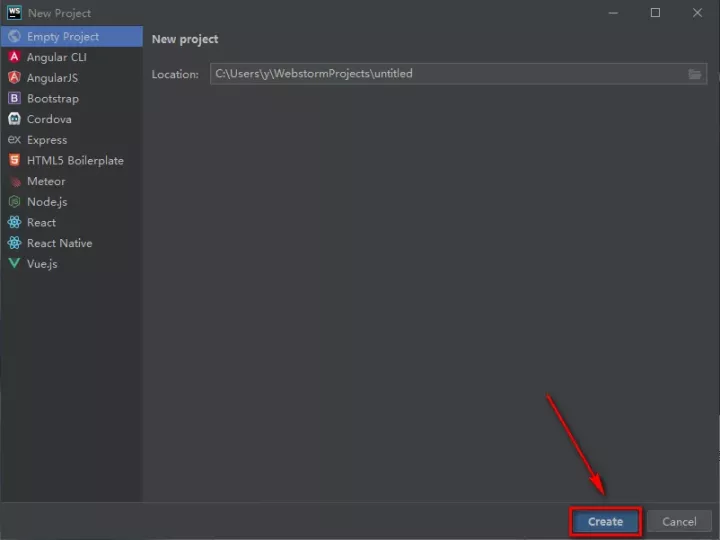 WS New Project
Empty Project
Angular CLI
AngularJS
Bootstrap
Cordova
Express
HTML5 Boilerplate
Meteor
Node.js
React
React Native
Vue.js
New project
Location: C:\Users\y\WebstormProjects\untitled
Create Cancel